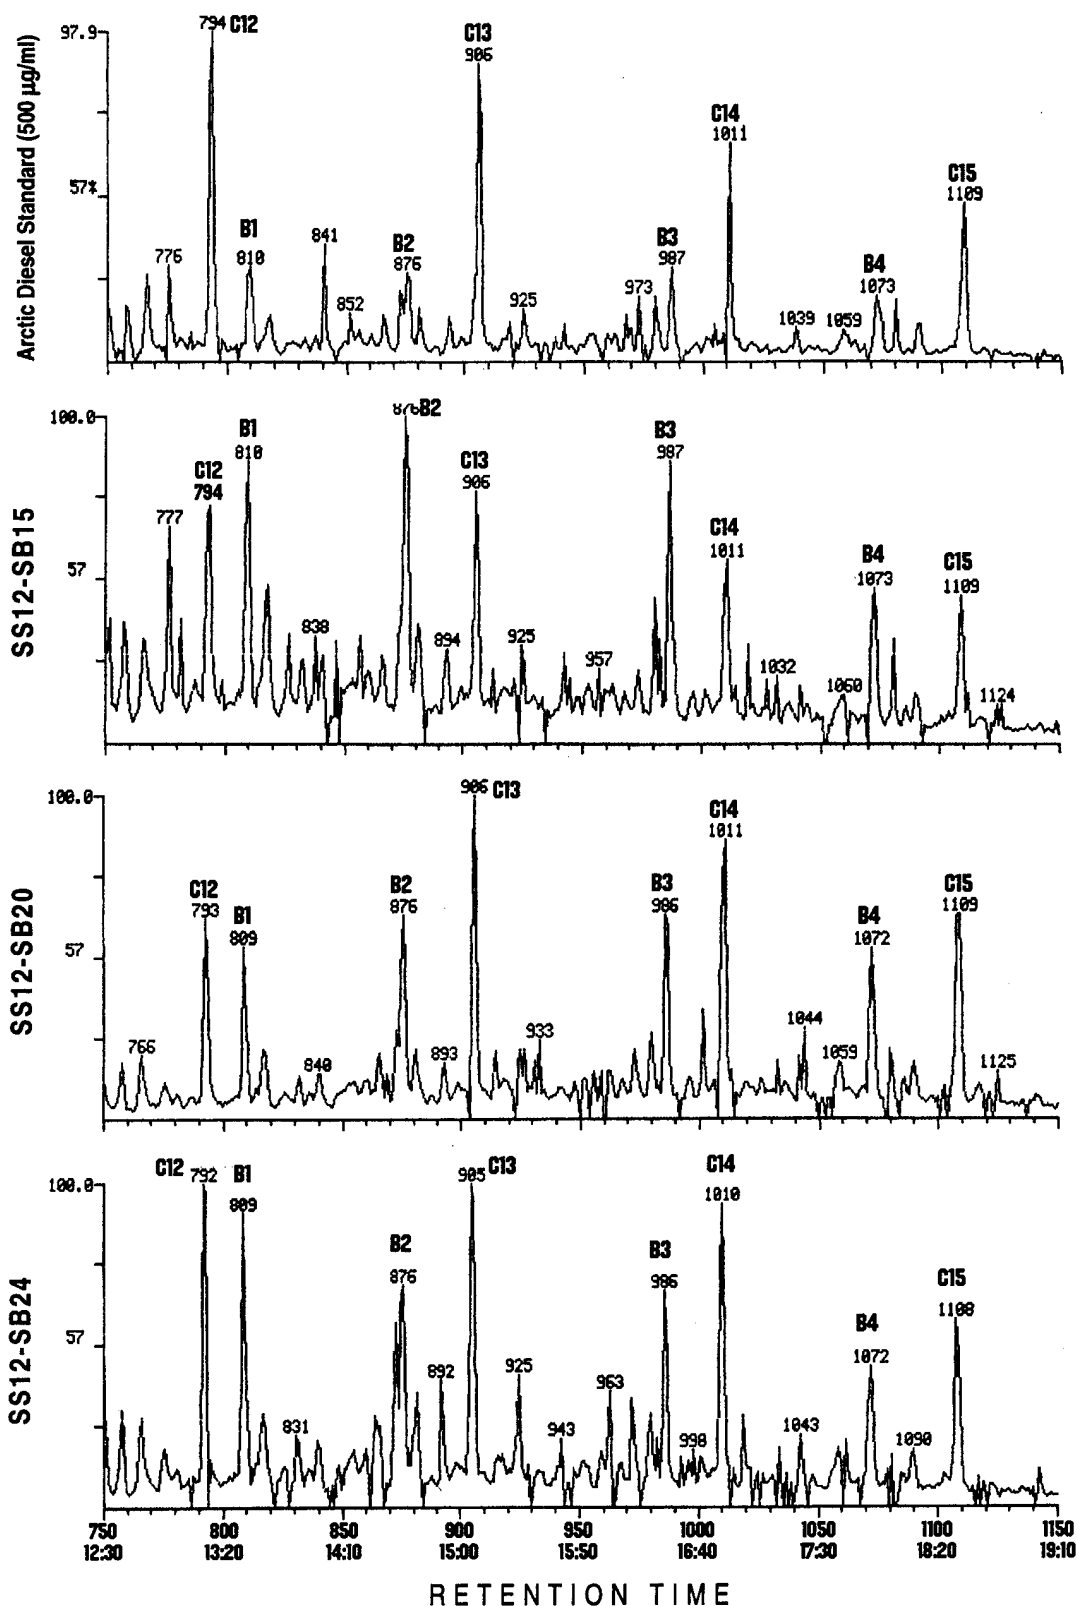 Arctic Diesel Standard (500 µg/ml)
97.9
57%
776
794 C12
B1
810
841
852
B2
876
C13
906
925
973
B3
987
C14
1011
1039
1059
B4
1073
C15
1109
SS12-SB15
100.0
57
777
C12
794
B1
810
838
876 B2
894
C13
906
925
957
B3
987
C14
1011
1032
1060
B4
1073
C15
1109
1124
SS12-SB20
100.0
57
766
C12
793
B1
809
840
B2
876
893
906 C13
933
B3
986
C14
1011
1044
1059
B4
1072
C15
1109
1125
SS12-SB24
100.0
57
C12 792
B1
809
831
B2
876
892
905 C13
925
943
963
B3
986
998
C14
1010
1043
B4
1072
1090
C15
1108
750 800 850 900 950 1000 1050 1100 1150
12:30 13:20 14:10 15:00 15:50 16:40 17:30 18:20 19:10
RETENTION TIME